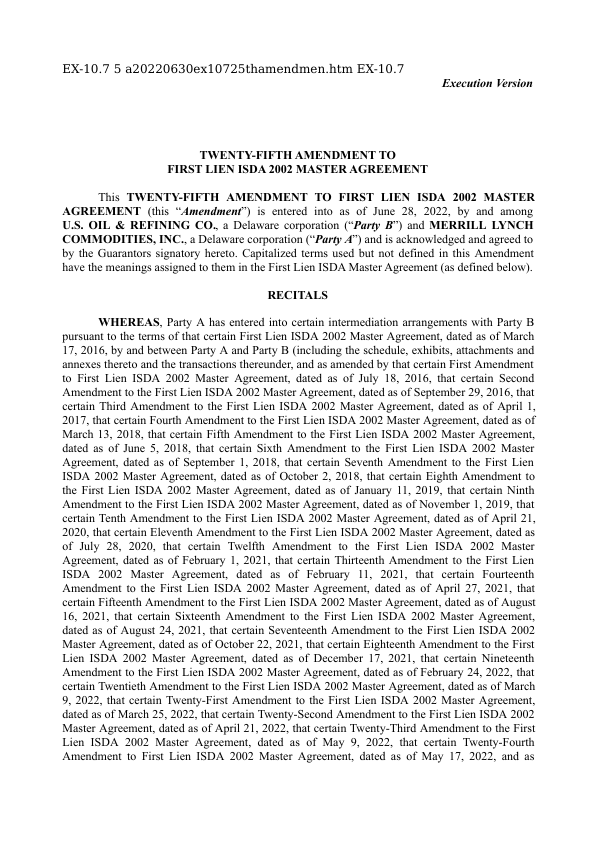 EX-10.7 5 a20220630ex10725thamendmen.htm EX-10.7
Execution Version
TWENTY-FIFTH AMENDMENT TO
FIRST LIEN ISDA 2002 MASTER AGREEMENT
This TWENTY-FIFTH AMENDMENT TO FIRST LIEN ISDA 2002 MASTER
AGREEMENT (this “Amendment”) is entered into as of June 28, 2022, by and among
U.S. OIL & REFINING CO., a Delaware corporation (“Party B”) and MERRILL LYNCH
COMMODITIES, INC., a Delaware corporation (“Party A”) and is acknowledged and agreed to
by the Guarantors signatory hereto. Capitalized terms used but not defined in this Amendment
have the meanings assigned to them in the First Lien ISDA Master Agreement (as defined below).
RECITALS
WHEREAS, Party A has entered into certain intermediation arrangements with Party B
pursuant to the terms of that certain First Lien ISDA 2002 Master Agreement, dated as of March
17, 2016, by and between Party A and Party B (including the schedule, exhibits, attachments and
annexes thereto and the transactions thereunder, and as amended by that certain First Amendment
to First Lien ISDA 2002 Master Agreement, dated as of July 18, 2016, that certain Second
Amendment to the First Lien ISDA 2002 Master Agreement, dated as of September 29, 2016, that
certain Third Amendment to the First Lien ISDA 2002 Master Agreement, dated as of April 1,
2017, that certain Fourth Amendment to the First Lien ISDA 2002 Master Agreement, dated as of
March 13, 2018, that certain Fifth Amendment to the First Lien ISDA 2002 Master Agreement,
dated as of June 5, 2018, that certain Sixth Amendment to the First Lien ISDA 2002 Master
Agreement, dated as of September 1, 2018, that certain Seventh Amendment to the First Lien
ISDA 2002 Master Agreement, dated as of October 2, 2018, that certain Eighth Amendment to
the First Lien ISDA 2002 Master Agreement, dated as of January 11, 2019, that certain Ninth
Amendment to the First Lien ISDA 2002 Master Agreement, dated as of November 1, 2019, that
certain Tenth Amendment to the First Lien ISDA 2002 Master Agreement, dated as of April 21,
2020, that certain Eleventh Amendment to the First Lien ISDA 2002 Master Agreement, dated as
of July 28, 2020, that certain Twelfth Amendment to the First Lien ISDA 2002 Master
Agreement, dated as of February 1, 2021, that certain Thirteenth Amendment to the First Lien
ISDA 2002 Master Agreement, dated as of February 11, 2021, that certain Fourteenth
Amendment to the First Lien ISDA 2002 Master Agreement, dated as of April 27, 2021, that
certain Fifteenth Amendment to the First Lien ISDA 2002 Master Agreement, dated as of August
16, 2021, that certain Sixteenth Amendment to the First Lien ISDA 2002 Master Agreement,
dated as of August 24, 2021, that certain Seventeenth Amendment to the First Lien ISDA 2002
Master Agreement, dated as of October 22, 2021, that certain Eighteenth Amendment to the First
Lien ISDA 2002 Master Agreement, dated as of December 17, 2021, that certain Nineteenth
Amendment to the First Lien ISDA 2002 Master Agreement, dated as of February 24, 2022, that
certain Twentieth Amendment to the First Lien ISDA 2002 Master Agreement, dated as of March
9, 2022, that certain Twenty-First Amendment to the First Lien ISDA 2002 Master Agreement,
dated as of March 25, 2022, that certain Twenty-Second Amendment to the First Lien ISDA 2002
Master Agreement, dated as of April 21, 2022, that certain Twenty-Third Amendment to the First
Lien ISDA 2002 Master Agreement, dated as of May 9, 2022, that certain Twenty-Fourth
Amendment to First Lien ISDA 2002 Master Agreement, dated as of May 17, 2022, and as